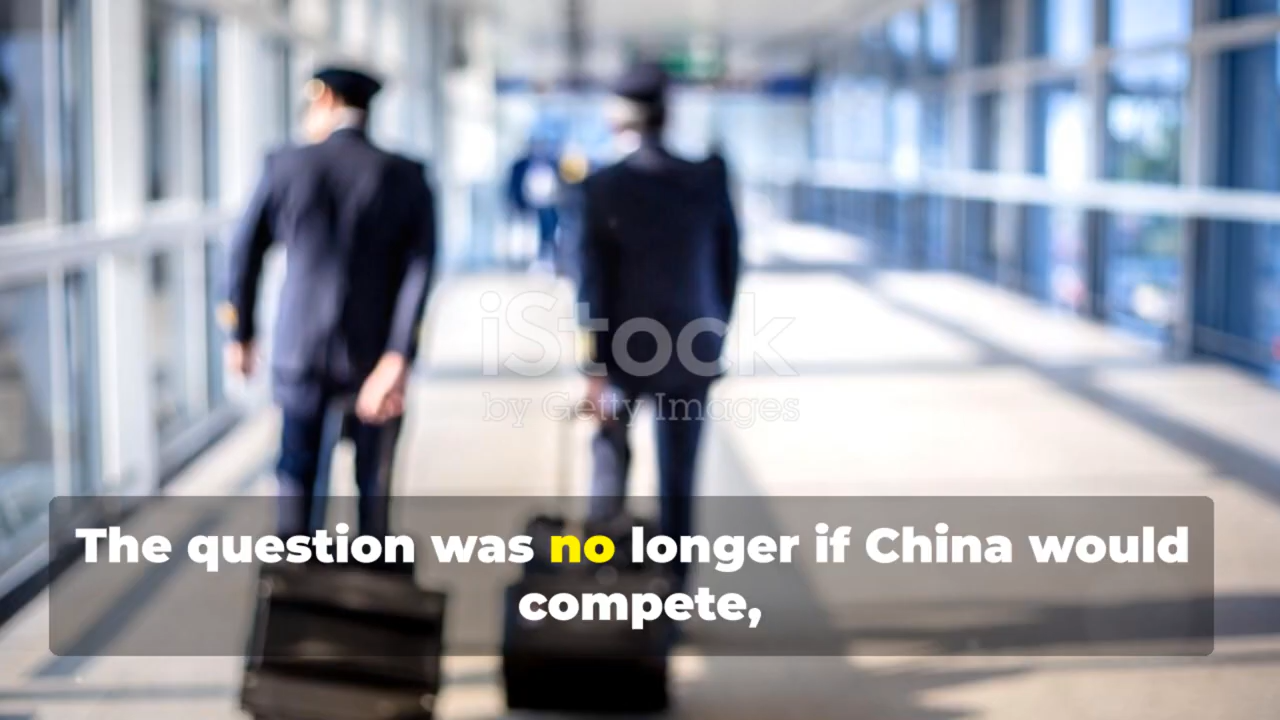 iStock
by Getty Images
The question was no longer if China would
compete,